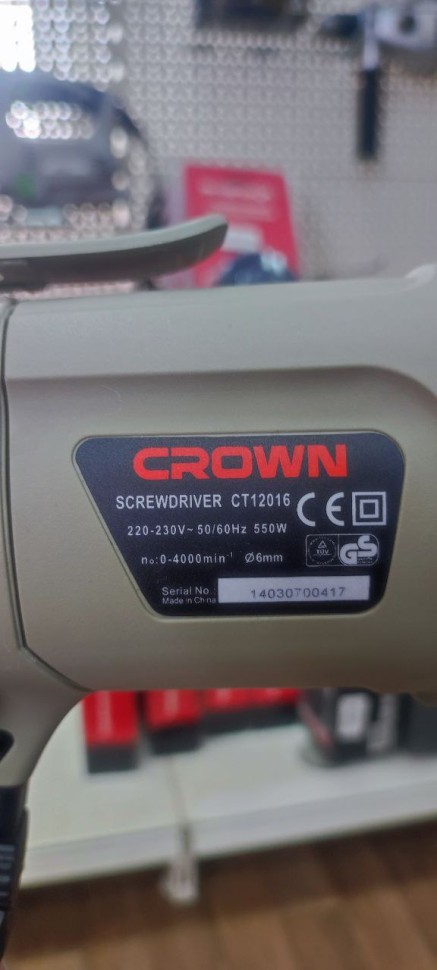 CROWN
SCREWDRIVER CT12016
220-230V~ 50/60Hz 550W
n₀:0-4000min⁻¹ Ø6mm
CE
TÜV
GS
Serial No.: 14030700417
Made in China